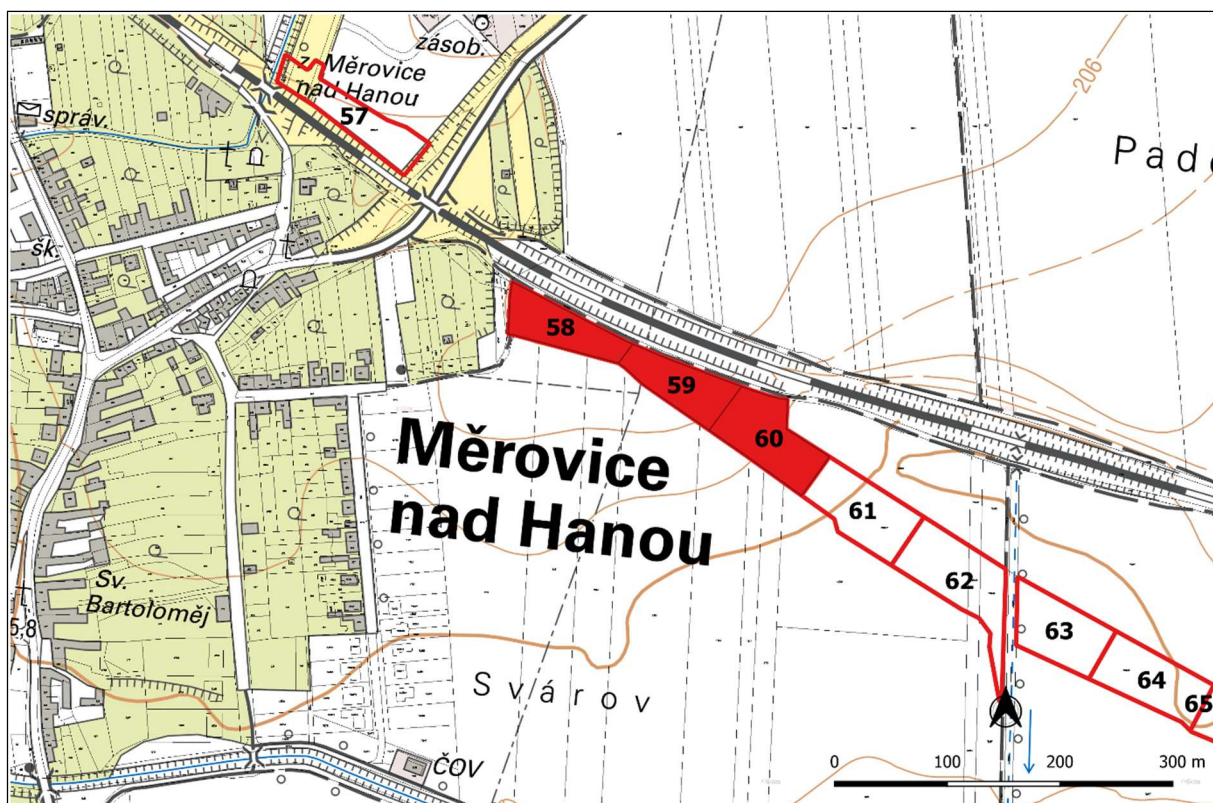 zásob.
Měrovice
nad Hanou
57
206
správ.
Pado
šk.
58
59
60
Měrovice
nad Hanou
61
62
Sv.
Bartoloměj
5,8
63
64
65
Svárov
ČOV
0 100 200 300 m